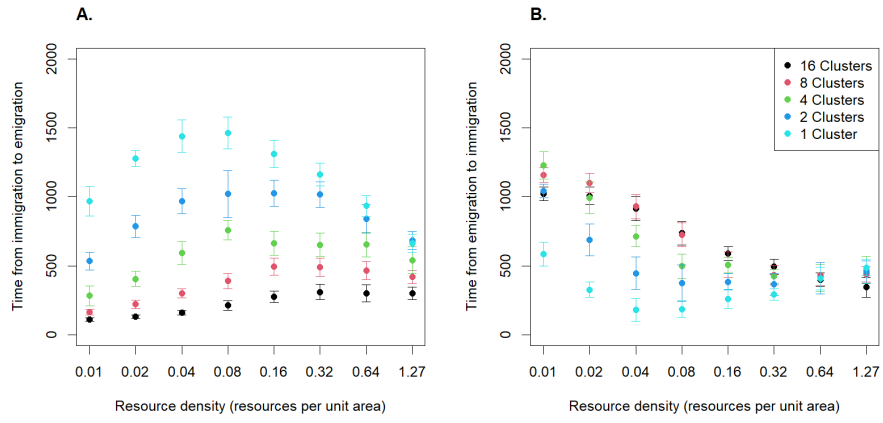 A.
Time from immigration to emigration
2000
1500
1000
500
0
0.01 0.02 0.04 0.08 0.16 0.32 0.64 1.27
Resource density (resources per unit area)
B.
Time from emigration to immigration
2000
1500
1000
500
0
16 Clusters
8 Clusters
4 Clusters
2 Clusters
1 Cluster
0.01 0.02 0.04 0.08 0.16 0.32 0.64 1.27
Resource density (resources per unit area)